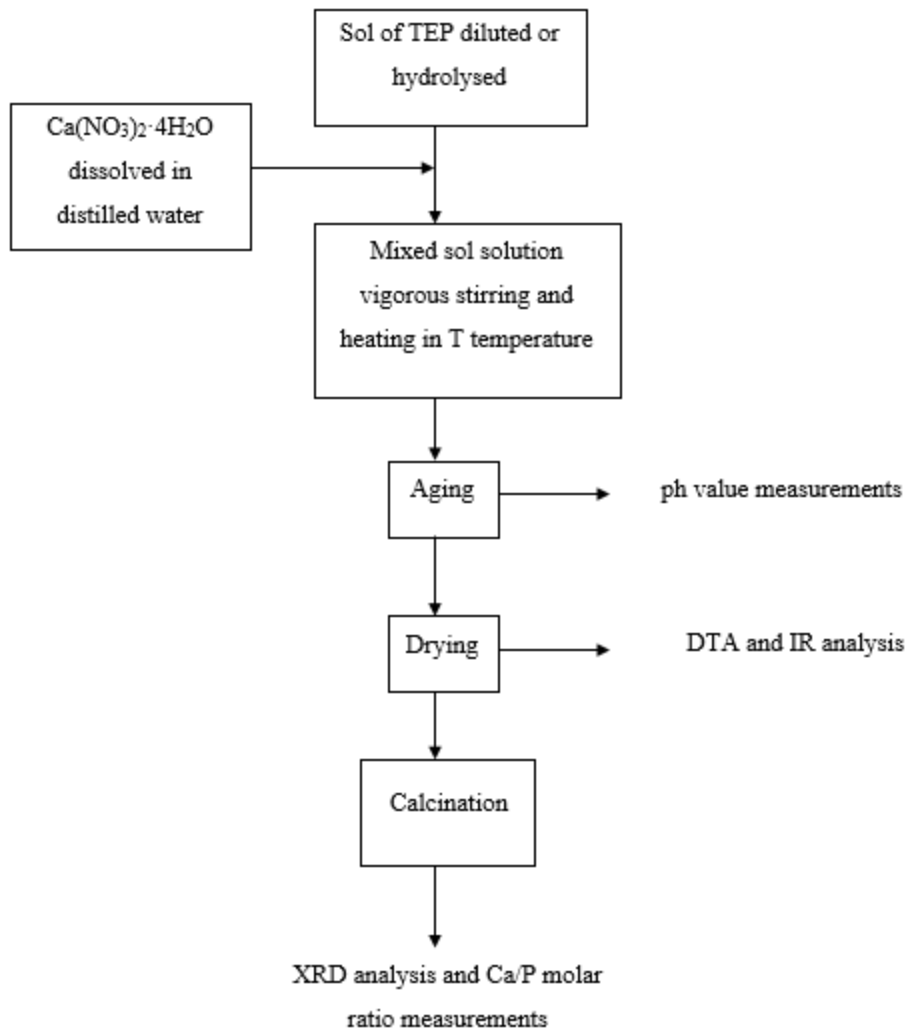 Sol of TEP diluted or
hydrolysed
Ca(NO3)2·4H2O
dissolved in
distilled water
Mixed sol solution
vigorous stirring and
heating in T temperature
Aging
ph value measurements
Drying
DTA and IR analysis
Calcination
XRD analysis and Ca/P molar
ratio measurements